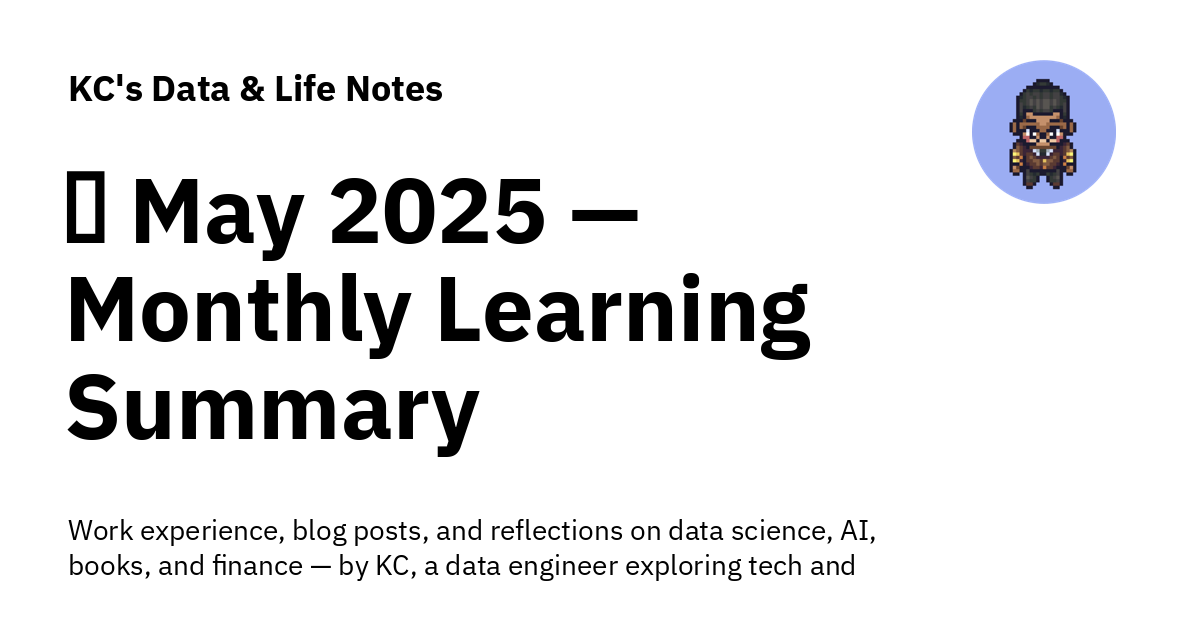 KC's Data & Life Notes
May 2025 —
Monthly Learning
Summary
Work experience, blog posts, and reflections on data science, AI,
books, and finance — by KC, a data engineer exploring tech and